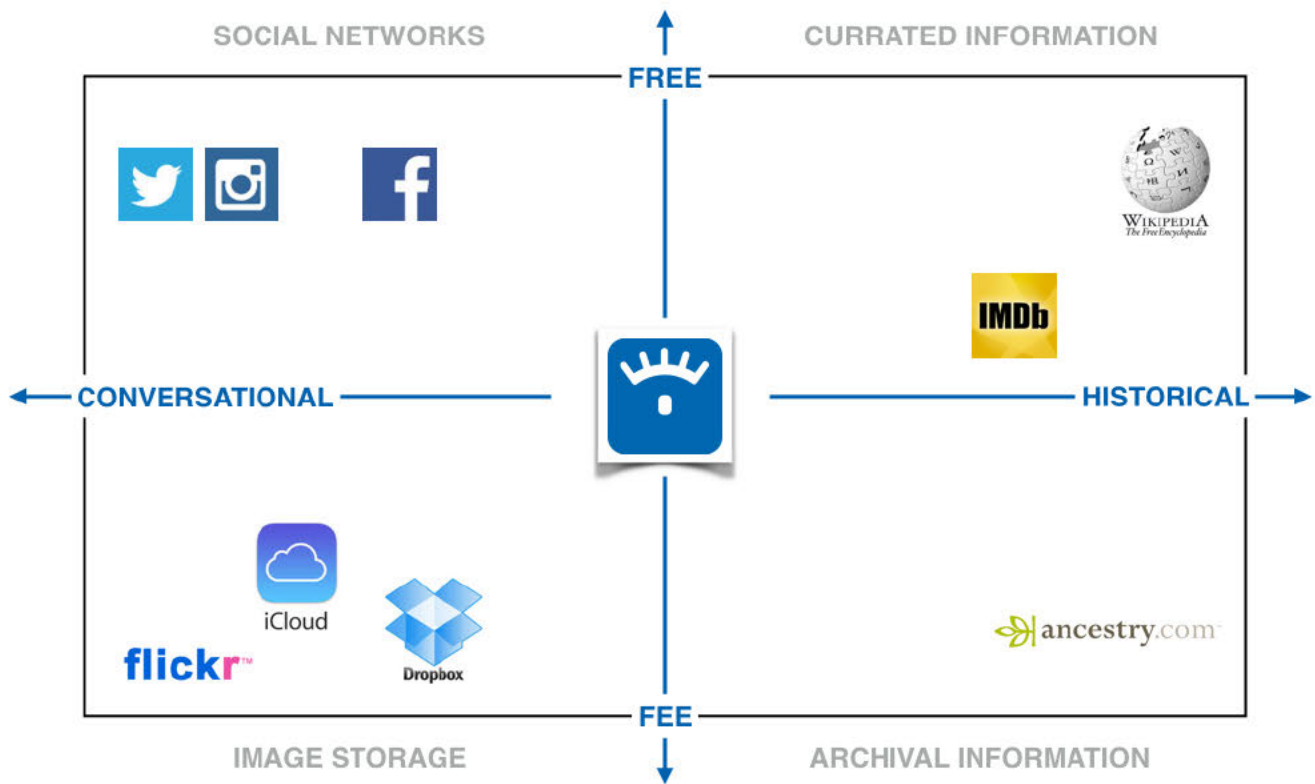 SOCIAL NETWORKS
CURRATED INFORMATION
FREE
f
WIKIPEDIA
The Free Encyclopedia
IMDb
CONVERSATIONAL
HISTORICAL
iCloud
flickr™
Dropbox
ancestry.com
FEE
IMAGE STORAGE
ARCHIVAL INFORMATION